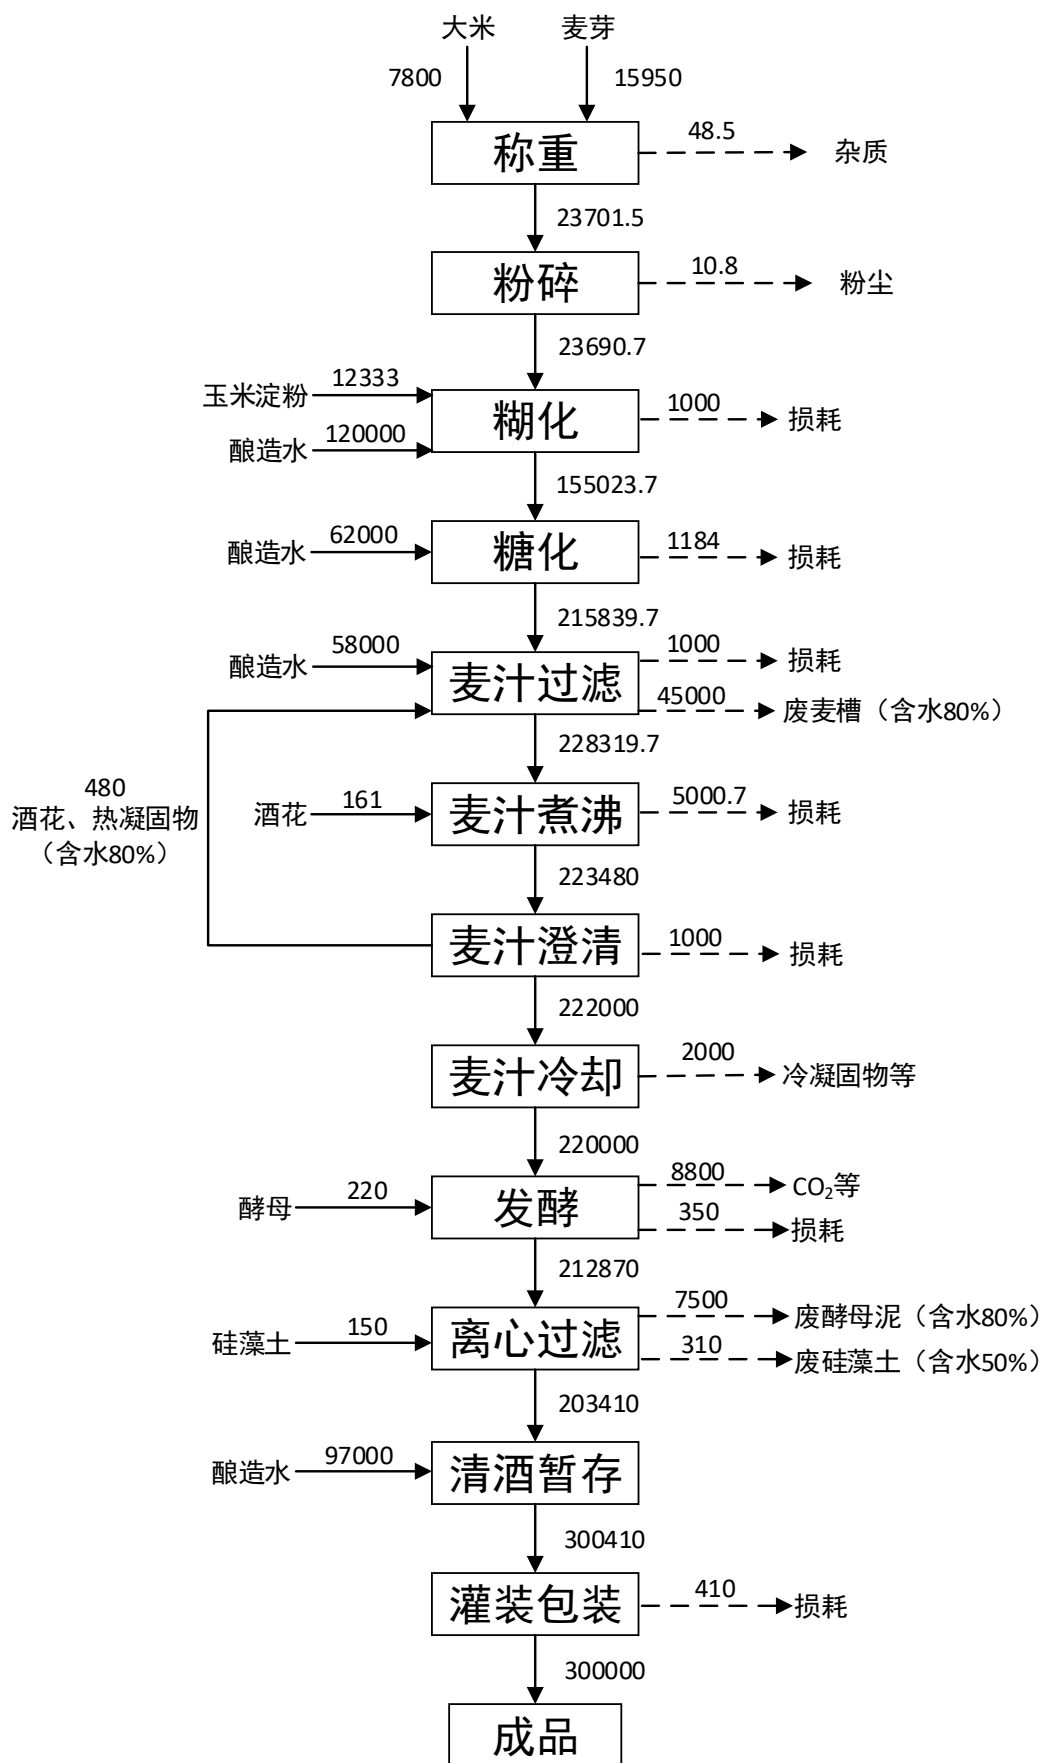 大米
麦芽
7800
15950
称重
48.5
杂质
23701.5
粉碎
10.8
粉尘
23690.7
玉米淀粉
12333
酿造水
120000
糊化
1000
损耗
155023.7
酿造水
62000
糖化
1184
损耗
215839.7
酿造水
58000
麦汁过滤
1000
损耗
45000
废麦槽（含水80%）
228319.7
480
酒花、热凝固物
（含水80%）
酒花
161
麦汁煮沸
5000.7
损耗
223480
麦汁澄清
1000
损耗
222000
麦汁冷却
2000
冷凝固物等
220000
酵母
220
发酵
8800
CO₂等
350
损耗
212870
硅藻土
150
离心过滤
7500
废酵母泥（含水80%）
310
废硅藻土（含水50%）
203410
酿造水
97000
清酒暂存
300410
灌装包装
410
损耗
300000
成品